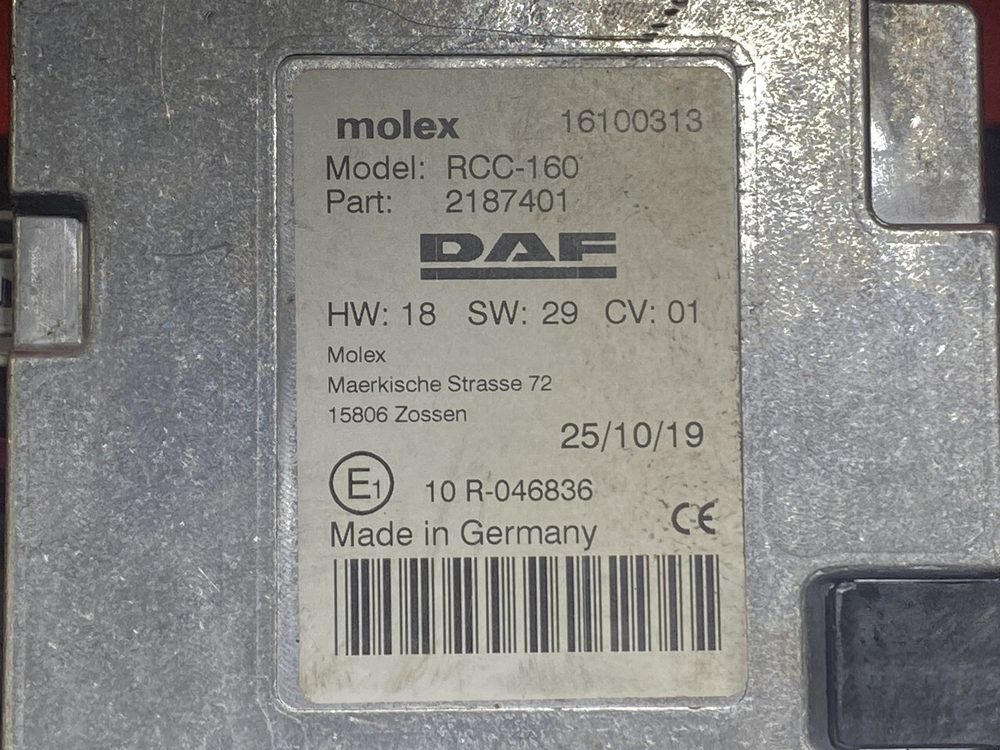 molex 16100313
Model: RCC-160
Part: 2187401
DAF
HW: 18 SW: 29 CV: 01
Molex
Maerkische Strasse 72
15806 Zossen
25/10/19
E1 10 R-046836
CE
Made in Germany